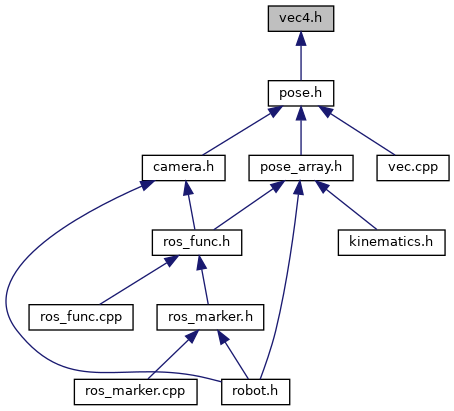 vec4.h
pose.h
camera.h
pose_array.h
vec.cpp
ros_func.h
kinematics.h
ros_func.cpp
ros_marker.h
ros_marker.cpp
robot.h